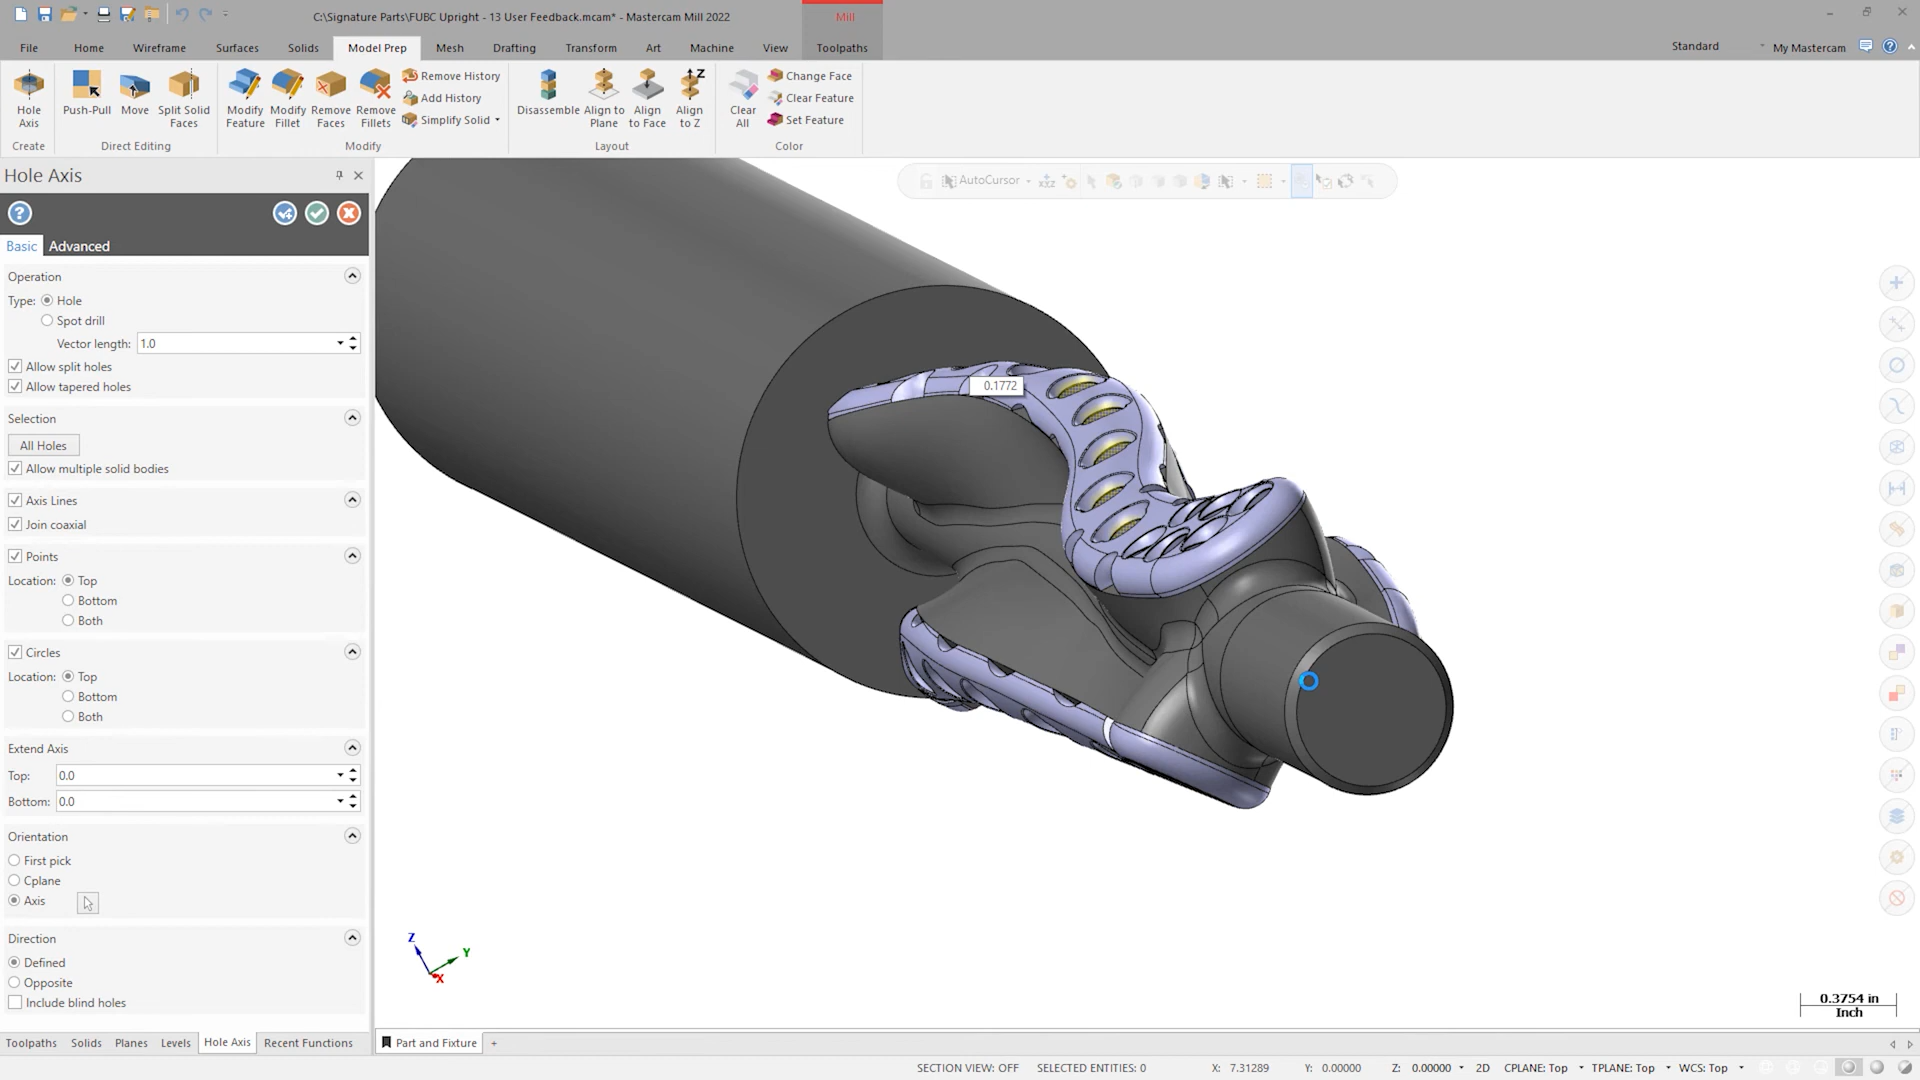 C:\Signature Parts\FUBC Upright - 13 User Feedback.mcam* - Mastercam Mill 2022
Mill
File Home Wireframe Surfaces Solids Model Prep Mesh Drafting Transform Art Machine View Toolpaths
Standard My Mastercam
Hole Axis
Push-Pull
Move
Split Solid Faces
Modify Feature
Modify Fillet
Remove Faces
Remove Fillets
Remove History
Add History
Simplify Solid
Disassemble
Align to Plane
Align to Face
Align to Z
Z
Clear All
Change Face
Clear Feature
Set Feature
Create Direct Editing Modify Layout Color
Hole Axis
AutoCursor
Basic Advanced
Operation
Type: Hole
Spot drill
Vector length: 1.0
Allow split holes
Allow tapered holes
Selection
All Holes
Allow multiple solid bodies
Axis Lines
Join coaxial
Points
Location: Top
Bottom
Both
Circles
Location: Top
Bottom
Both
Extend Axis
Top: 0.0
Bottom: 0.0
Orientation
First pick
Cplane
Axis
Direction
Defined
Opposite
Include blind holes
0.1772
Z
Y
X
0.3754 in
Inch
Toolpaths Solids Planes Levels Hole Axis Recent Functions
Part and Fixture +
SECTION VIEW: OFF SELECTED ENTITIES: 0 X: 7.31289 Y: 0.00000 Z: 0.00000 2D CPLANE: Top TPLANE: Top WCS: Top